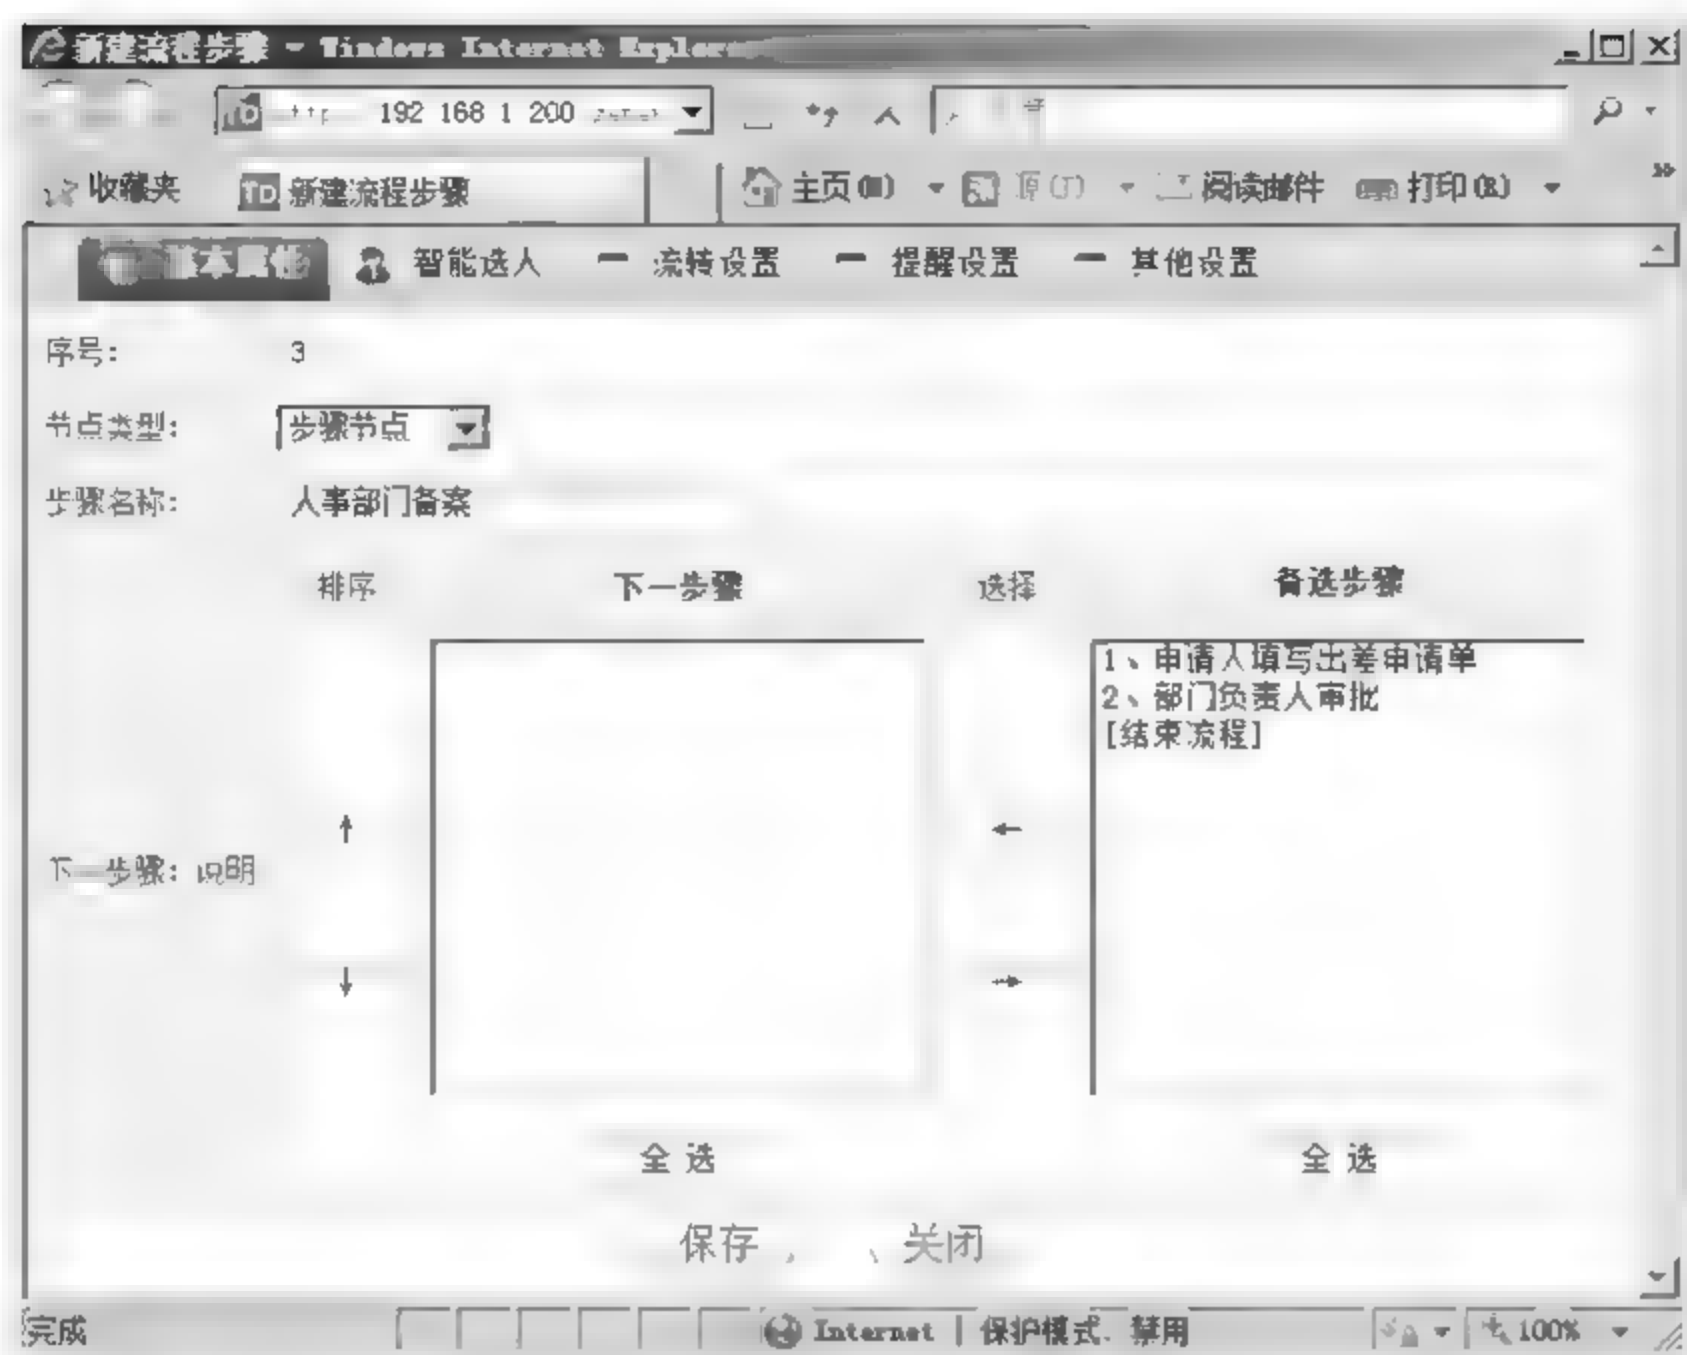 新建流程步骤 - Windows Internet Explorer
192 168 1 200
收藏夹 TD 新建流程步骤 主页(M) 源(J) 阅读邮件 打印(R) »
基本属性 智能选人 流转设置 提醒设置 其他设置
序号: 3
节点类型: 步骤节点
步骤名称: 人事部门备案
排序 下一步骤 选择 备选步骤
1、申请人填写出差申请单
2、部门负责人审批
[结束流程]
↑ ←
下一步骤: 说明
↓ →
全 选 全 选
保存 关闭
完成 Internet | 保护模式: 禁用 100%